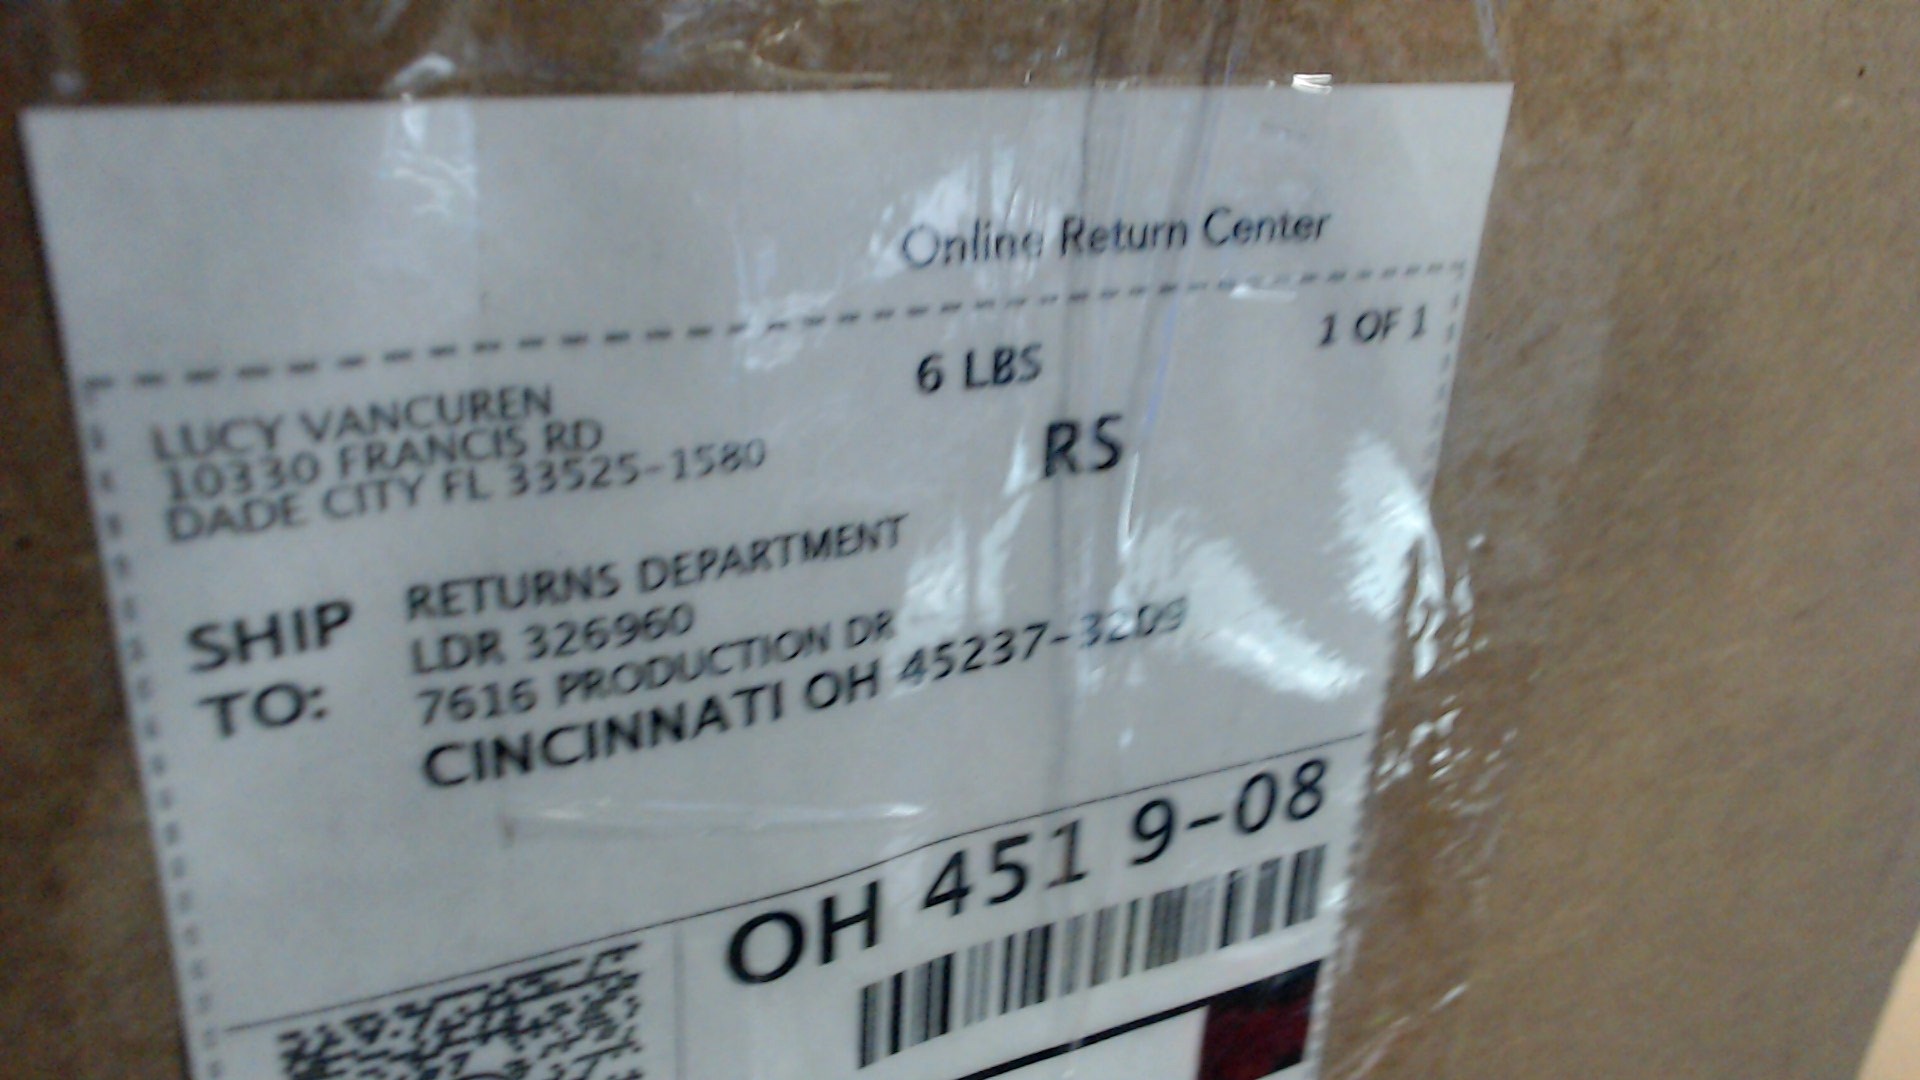 Online Return Center
6 LBS
1 OF 1
LUCY VANCUREN
10330 FRANCIS RD
DADE CITY FL 33525-1580
RS
SHIP TO:
RETURNS DEPARTMENT
LDR 326960
7616 PRODUCTION DR
CINCINNATI OH 45237-3209
OH 451 9-08